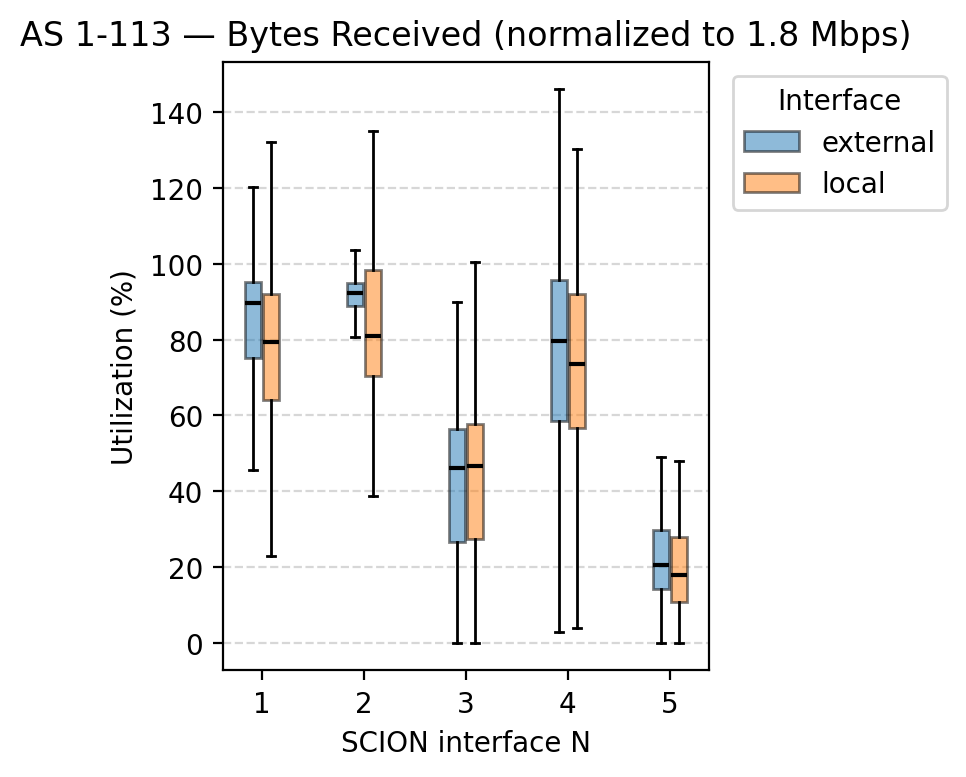 AS 1-113 — Bytes Received (normalized to 1.8 Mbps)
Interface
external
local
Utilization (%)
140
120
100
80
60
40
20
0
1 2 3 4 5
SCION interface N